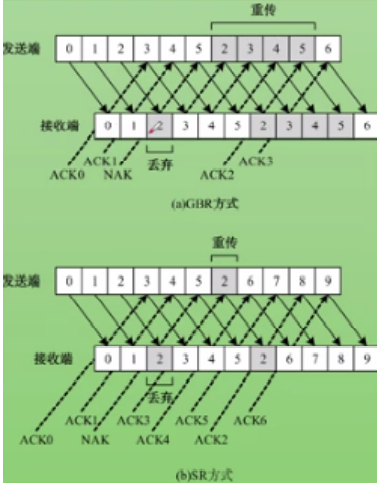 重传
发送端 0 1 2 3 4 5 2 3 4 5 6
接收端 0 1 2 3 4 5 2 3 4 5 6
ACK0 ACK1 NAK 丢弃 ACK2 ACK3
(a)GBR方式
重传
发送端 0 1 2 3 4 5 2 6 7 8 9
接收端 0 1 2 3 4 5 2 6 7 8 9
丢弃
ACK1 ACK3 ACK5 ACK6
ACK0 NAK ACK4 ACK2
(b)SR方式